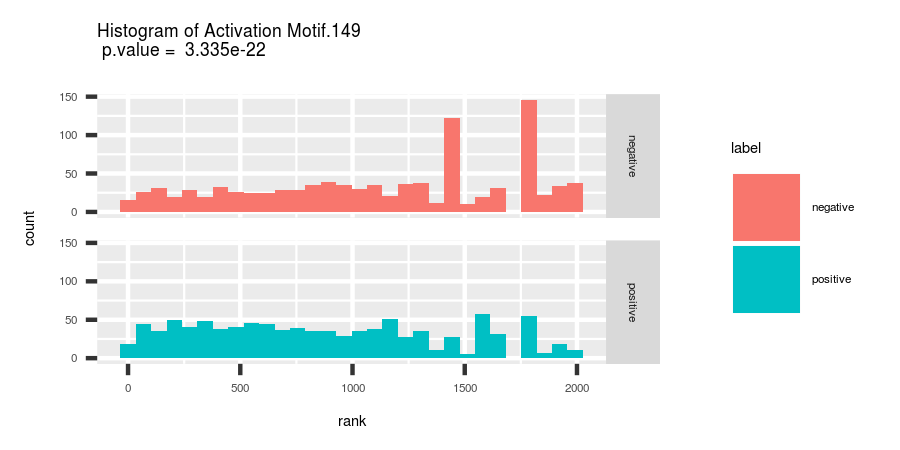 Histogram of Activation Motif.149
p.value = 3.335e-22
count
150
100
50
0
negative
150
100
50
0
positive
0 500 1000 1500 2000
rank
label
negative
positive